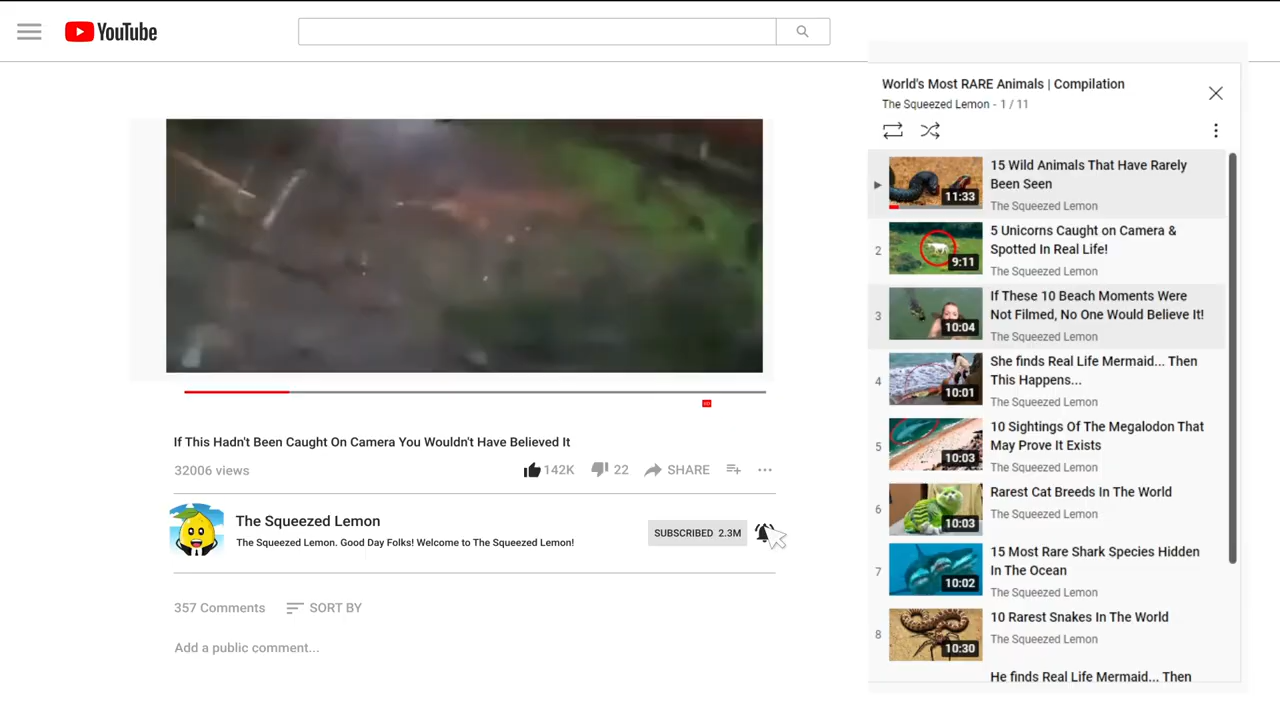 YouTube
If This Hadn't Been Caught On Camera You Wouldn't Have Believed It
32006 views
142K
22
SHARE
The Squeezed Lemon
The Squeezed Lemon. Good Day Folks! Welcome to The Squeezed Lemon!
SUBSCRIBED 2.3M
357 Comments
SORT BY
Add a public comment...
World's Most RARE Animals | Compilation
The Squeezed Lemon - 1 / 11
11:33
15 Wild Animals That Have Rarely
Been Seen
The Squeezed Lemon
2
9:11
5 Unicorns Caught on Camera &
Spotted In Real Life!
The Squeezed Lemon
3
10:04
If These 10 Beach Moments Were
Not Filmed, No One Would Believe It!
The Squeezed Lemon
4
10:01
She finds Real Life Mermaid... Then
This Happens...
The Squeezed Lemon
5
10:03
10 Sightings Of The Megalodon That
May Prove It Exists
The Squeezed Lemon
6
10:03
Rarest Cat Breeds In The World
The Squeezed Lemon
7
10:02
15 Most Rare Shark Species Hidden
In The Ocean
The Squeezed Lemon
8
10:30
10 Rarest Snakes In The World
The Squeezed Lemon
He finds Real Life Mermaid... Then